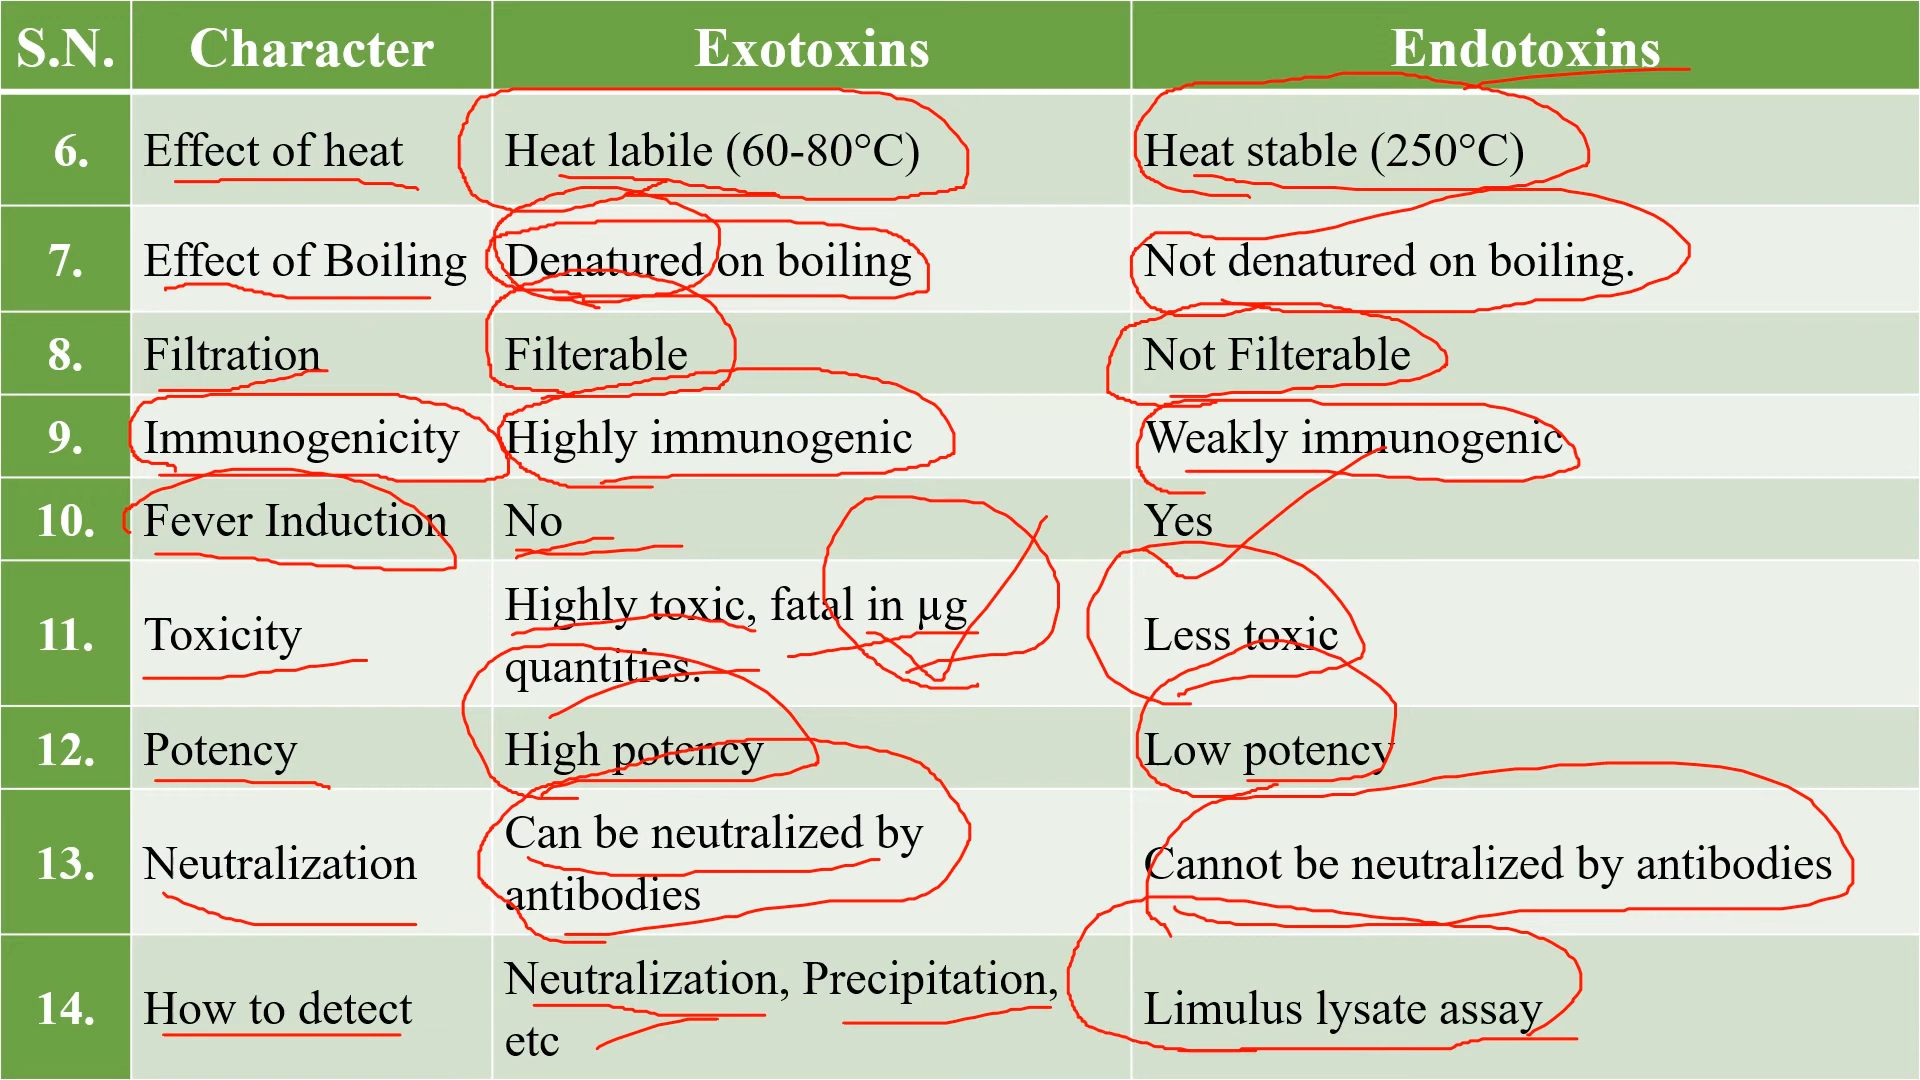 S.N. Character Exotoxins Endotoxins
6. Effect of heat Heat labile (60-80°C) Heat stable (250°C)
7. Effect of Boiling Denatured on boiling Not denatured on boiling.
8. Filtration Filterable Not Filterable
9. Immunogenicity Highly immunogenic Weakly immunogenic
10. Fever Induction No Yes
11. Toxicity Highly toxic, fatal in µg
quantities. Less toxic
12. Potency High potency Low potency
13. Neutralization Can be neutralized by
antibodies Cannot be neutralized by antibodies
14. How to detect Neutralization, Precipitation,
etc Limulus lysate assay